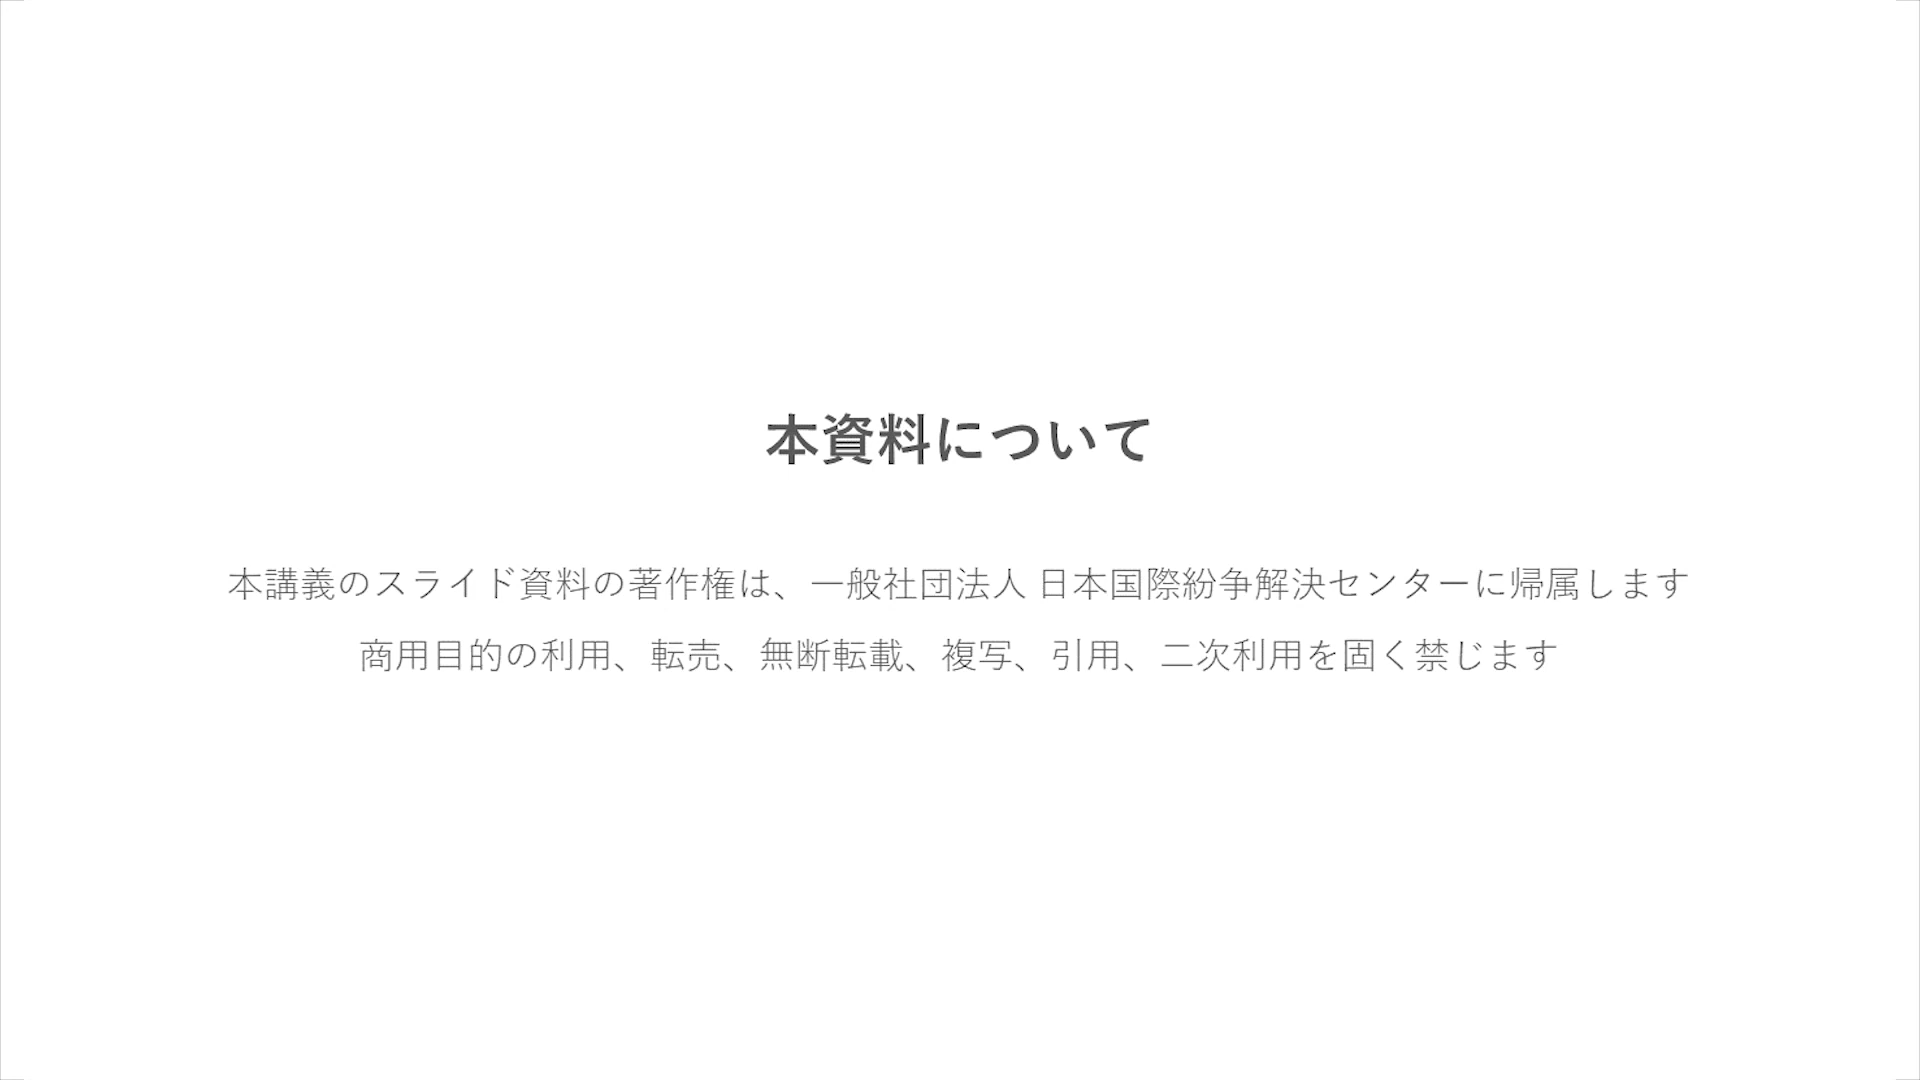 本資料について
本講義のスライド資料の著作権は、一般社団法人 日本国際紛争解決センターに帰属します
商用目的の利用、転売、無断転載、複写、引用、二次利用を固く禁じます